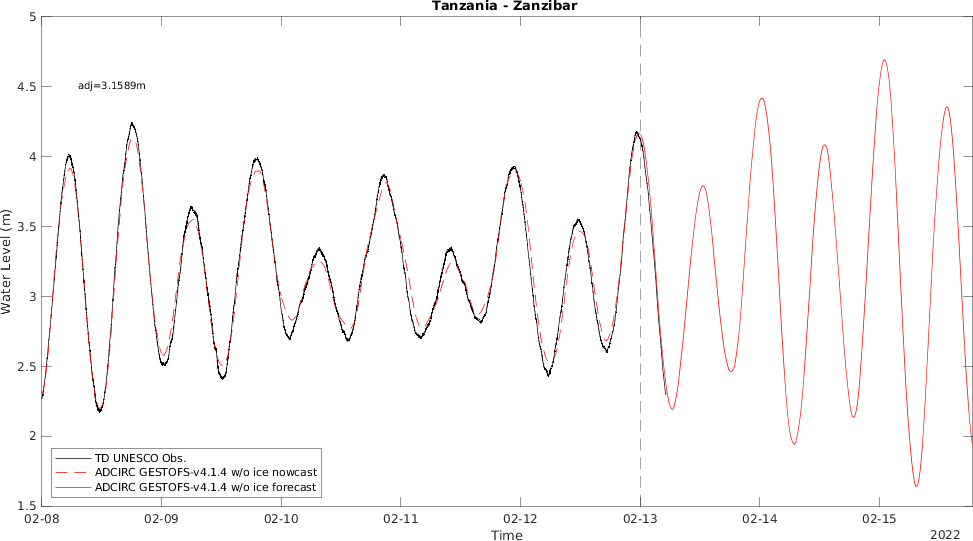 Tanzania - Zanzibar
5
4.5
4
3.5
3
2.5
2
1.5
Water Level (m)
adj=3.1589m
TD UNESCO Obs.
ADCIRC GESTOFS-v4.1.4 w/o ice nowcast
ADCIRC GESTOFS-v4.1.4 w/o ice forecast
02-08 02-09 02-10 02-11 02-12 02-13 02-14 02-15
Time
2022